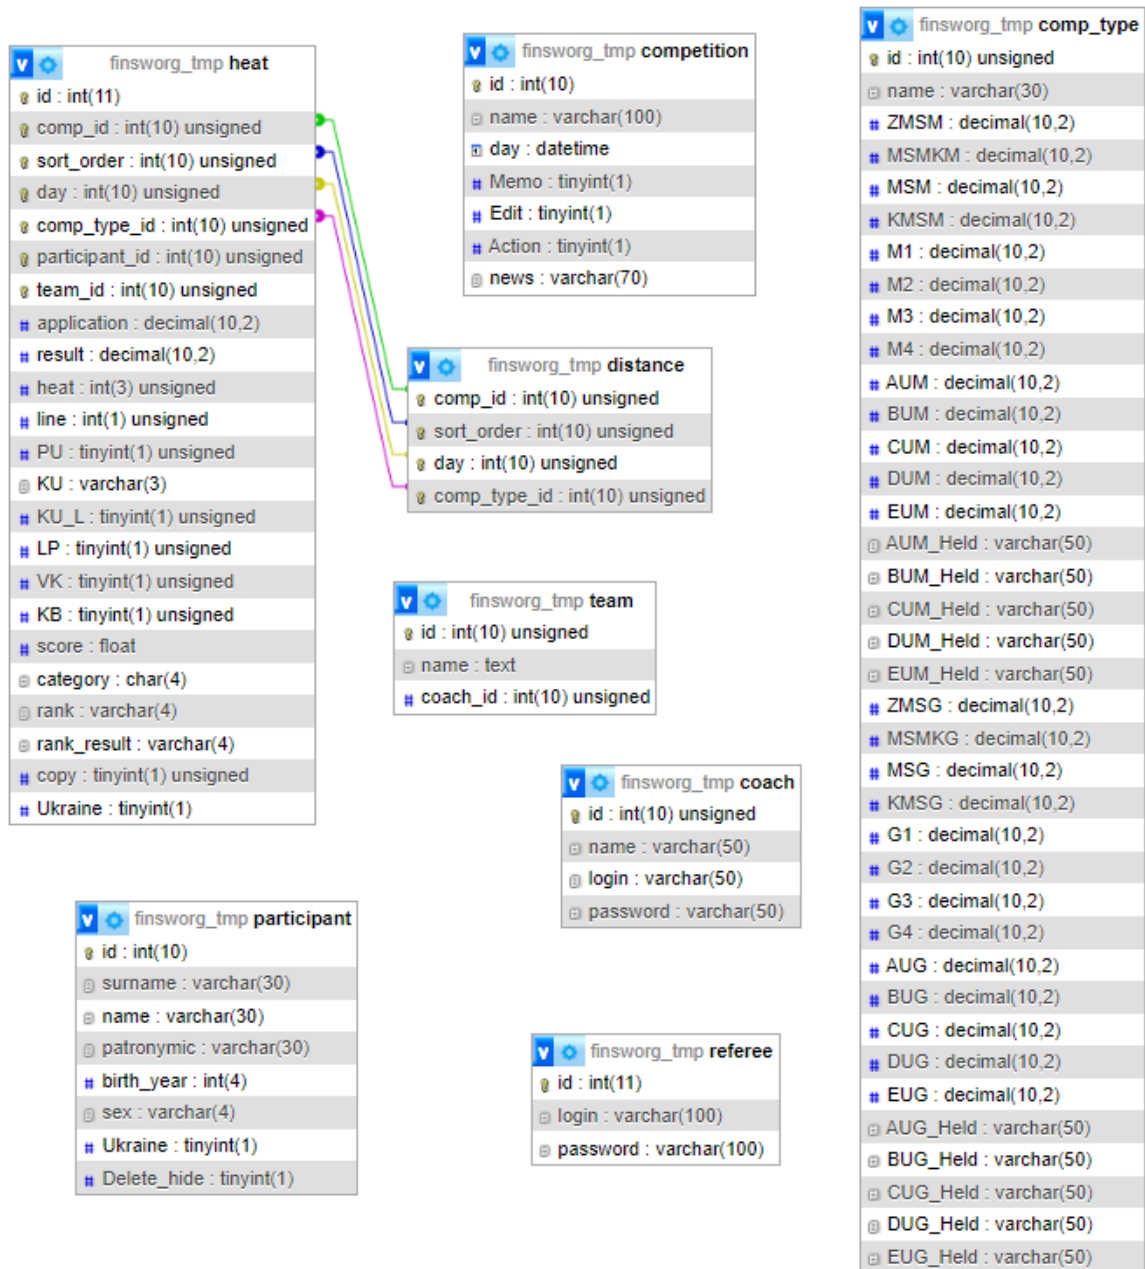 finsworg_tmp heat
id : int(11)
comp_id : int(10) unsigned
sort_order : int(10) unsigned
day : int(10) unsigned
comp_type_id : int(10) unsigned
participant_id : int(10) unsigned
team_id : int(10) unsigned
application : decimal(10,2)
result : decimal(10,2)
heat : int(3) unsigned
line : int(1) unsigned
PU : tinyint(1) unsigned
KU : varchar(3)
KU_L : tinyint(1) unsigned
LP : tinyint(1) unsigned
VK : tinyint(1) unsigned
KB : tinyint(1) unsigned
score : float
category : char(4)
rank : varchar(4)
rank_result : varchar(4)
copy : tinyint(1) unsigned
Ukraine : tinyint(1)
finsworg_tmp competition
id : int(10)
name : varchar(100)
day : datetime
Memo : tinyint(1)
Edit : tinyint(1)
Action : tinyint(1)
news : varchar(70)
finsworg_tmp distance
comp_id : int(10) unsigned
sort_order : int(10) unsigned
day : int(10) unsigned
comp_type_id : int(10) unsigned
finsworg_tmp team
id : int(10) unsigned
name : text
coach_id : int(10) unsigned
finsworg_tmp coach
id : int(10) unsigned
name : varchar(50)
login : varchar(50)
password : varchar(50)
finsworg_tmp participant
id : int(10)
surname : varchar(30)
name : varchar(30)
patronymic : varchar(30)
birth_year : int(4)
sex : varchar(4)
Ukraine : tinyint(1)
Delete_hide : tinyint(1)
finsworg_tmp referee
id : int(11)
login : varchar(100)
password : varchar(100)
finsworg_tmp comp_type
id : int(10) unsigned
name : varchar(30)
ZMSM : decimal(10,2)
MSMKM : decimal(10,2)
MSM : decimal(10,2)
KMSM : decimal(10,2)
M1 : decimal(10,2)
M2 : decimal(10,2)
M3 : decimal(10,2)
M4 : decimal(10,2)
AUM : decimal(10,2)
BUM : decimal(10,2)
CUM : decimal(10,2)
DUM : decimal(10,2)
EUM : decimal(10,2)
AUM_Held : varchar(50)
BUM_Held : varchar(50)
CUM_Held : varchar(50)
DUM_Held : varchar(50)
EUM_Held : varchar(50)
ZMSG : decimal(10,2)
MSMKG : decimal(10,2)
MSG : decimal(10,2)
KMSG : decimal(10,2)
G1 : decimal(10,2)
G2 : decimal(10,2)
G3 : decimal(10,2)
G4 : decimal(10,2)
AUG : decimal(10,2)
BUG : decimal(10,2)
CUG : decimal(10,2)
DUG : decimal(10,2)
EUG : decimal(10,2)
AUG_Held : varchar(50)
BUG_Held : varchar(50)
CUG_Held : varchar(50)
DUG_Held : varchar(50)
EUG_Held : varchar(50)